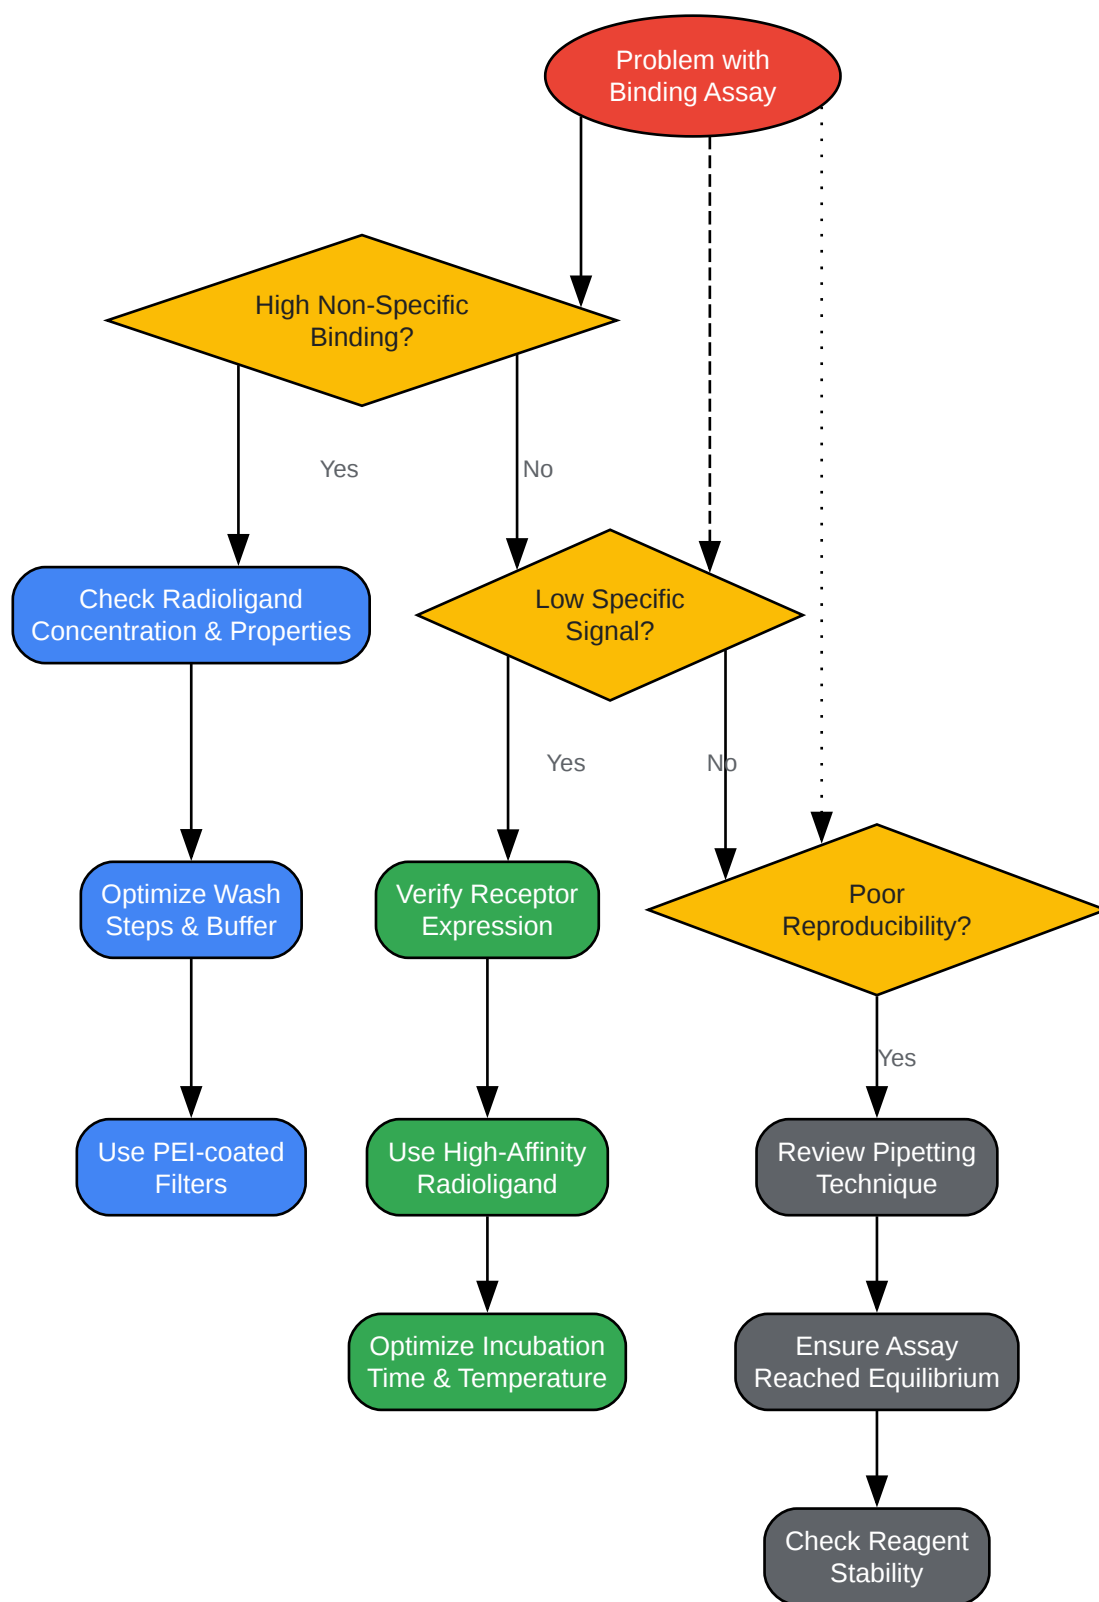 Problem with
Binding Assay
High Non-Specific
Binding?
Yes
No
Check Radioligand
Concentration & Properties
Low Specific
Signal?
Yes
No
Optimize Wash
Steps & Buffer
Verify Receptor
Expression
Poor
Reproducibility?
Yes
Use PEI-coated
Filters
Use High-Affinity
Radioligand
Review Pipetting
Technique
Optimize Incubation
Time & Temperature
Ensure Assay
Reached Equilibrium
Check Reagent
Stability